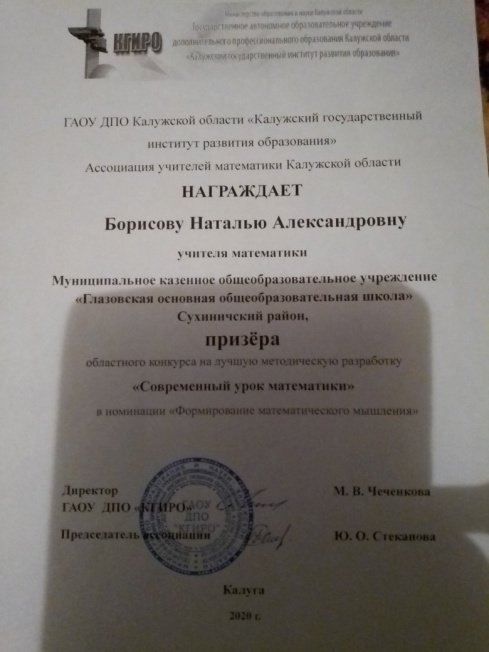 Министерство образования и науки Калужской области
КГИРО
Государственное автономное образовательное учреждение
дополнительного профессионального образования Калужской области
«Калужский государственный институт развития образования»
ГАОУ ДПО Калужской области «Калужский государственный
институт развития образования»
Ассоциация учителей математики Калужской области
НАГРАЖДАЕТ
Борисову Наталью Александровну
учителя математики
Муниципальное казенное общеобразовательное учреждение
«Глазовская основная общеобразовательная школа»
Сухиничский район,
призёра
областного конкурса на лучшую методическую разработку
«Современный урок математики»
в номинации «Формирование математического мышления»
Директор
ГАОУ ДПО «КГИРО»
М. В. Чеченкова
ГАОУ
ДПО
"КГИРО"
Председатель ассоциации
Ю. О. Стеканова
Калуга
2020 г.